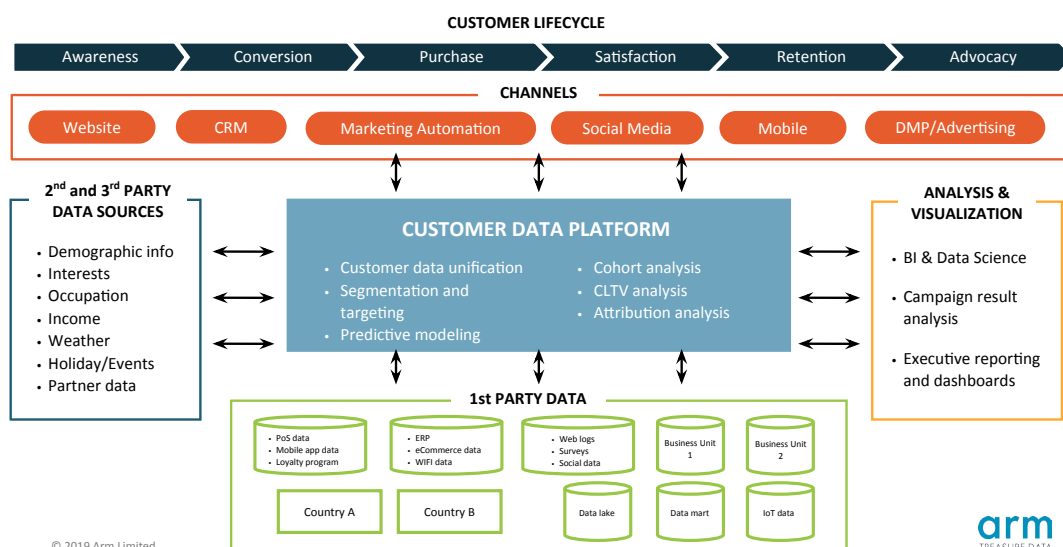 CUSTOMER LIFECYCLE
Awareness
Conversion
Purchase
Satisfaction
Retention
Advocacy
CHANNELS
Website
CRM
Marketing Automation
Social Media
Mobile
DMP/Advertising
2nd and 3rd PARTY
DATA SOURCES
• Demographic info
• Interests
• Occupation
• Income
• Weather
• Holiday/Events
• Partner data
CUSTOMER DATA PLATFORM
• Customer data unification
• Segmentation and
targeting
• Predictive modeling
• Cohort analysis
• CLTV analysis
• Attribution analysis
ANALYSIS &
VISUALIZATION
• BI & Data Science
• Campaign result
analysis
• Executive reporting
and dashboards
1st PARTY DATA
• PoS data
• Mobile app data
• Loyalty program
• ERP
• eCommerce data
• WIFI data
• Web logs
• Surveys
• Social data
Business Unit
1
Business Unit
2
Country A
Country B
Data lake
Data mart
IoT data
© 2019 Arm Limited
arm
TREASURE DATA